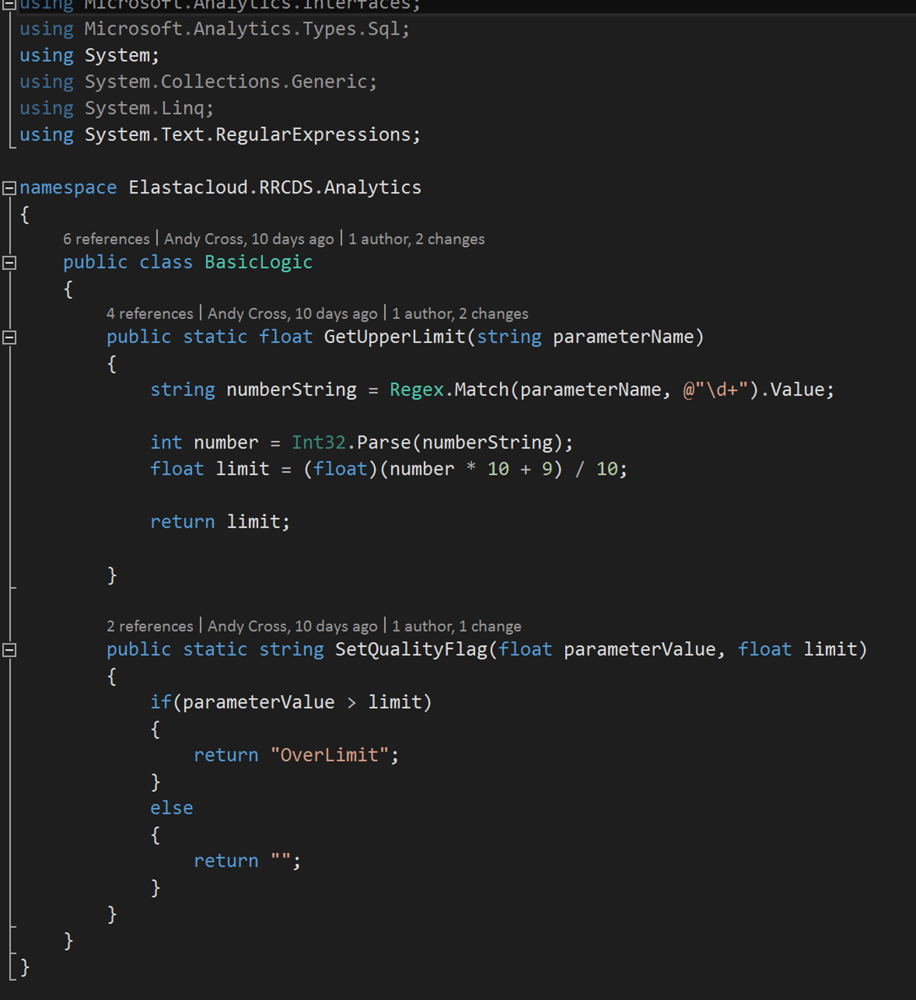 using Microsoft.Analytics.Interfaces;
using Microsoft.Analytics.Types.Sql;
using System;
using System.Collections.Generic;
using System.Linq;
using System.Text.RegularExpressions;
namespace Elastacloud.RRCDS.Analytics
{
6 references | Andy Cross, 10 days ago | 1 author, 2 changes
public class BasicLogic
{
4 references | Andy Cross, 10 days ago | 1 author, 2 changes
public static float GetUpperLimit(string parameterName)
{
string numberString = Regex.Match(parameterName, @"\d+").Value;
int number = Int32.Parse(numberString);
float limit = (float)(number * 10 + 9) / 10;
return limit;
}
2 references | Andy Cross, 10 days ago | 1 author, 1 change
public static string SetQualityFlag(float parameterValue, float limit)
{
if(parameterValue > limit)
{
return "OverLimit";
}
else
{
return "";
}
}
}
}